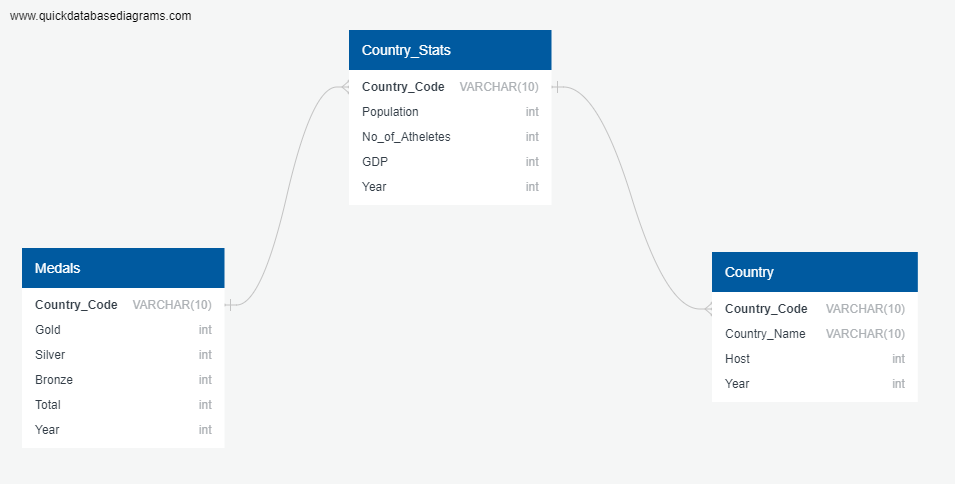 www.quickdatabasediagrams.com
Country_Stats
Country_Code VARCHAR(10)
Population int
No_of_Atheletes int
GDP int
Year int
Medals
Country_Code VARCHAR(10)
Gold int
Silver int
Bronze int
Total int
Year int
Country
Country_Code VARCHAR(10)
Country_Name VARCHAR(10)
Host int
Year int